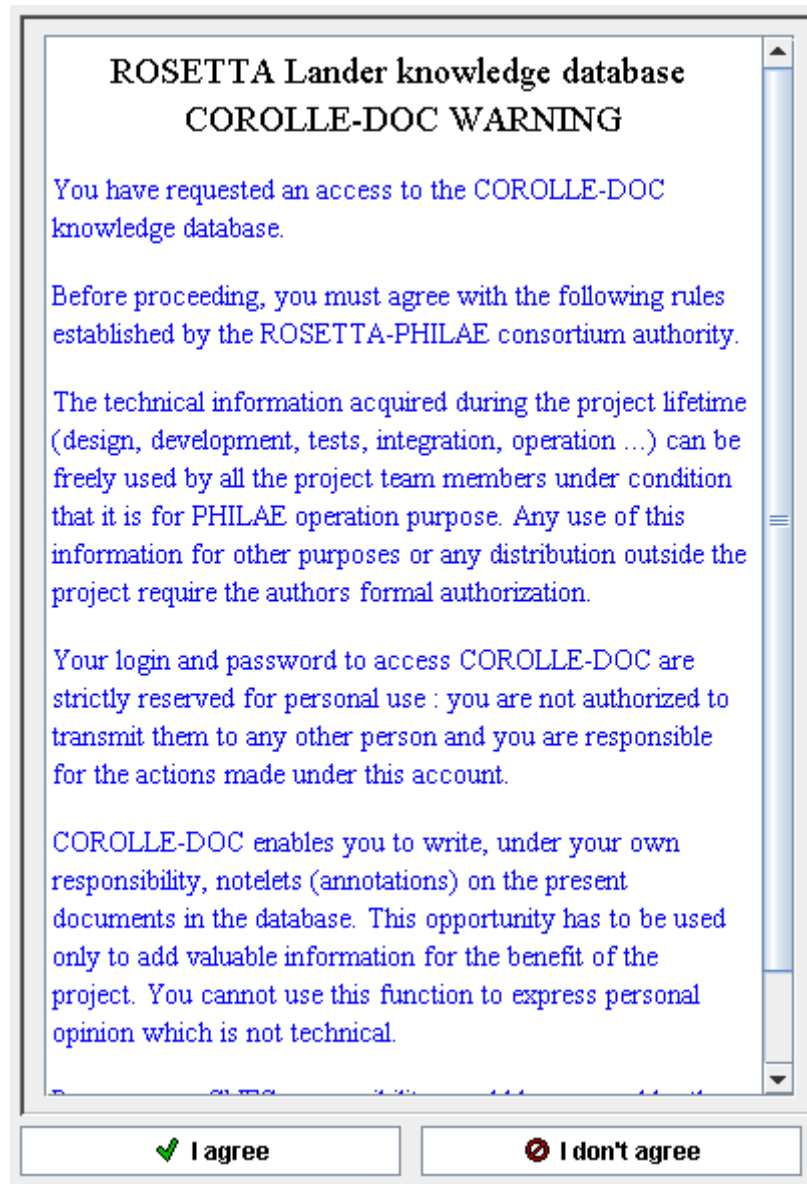 ROSETTA Lander knowledge database
COROLLE-DOC WARNING
You have requested an access to the COROLLE-DOC
knowledge database.
Before proceeding, you must agree with the following rules
established by the ROSETTA-PHILAE consortium authority.
The technical information acquired during the project lifetime
(design, development, tests, integration, operation ...) can be
freely used by all the project team members under condition
that it is for PHILAE operation purpose. Any use of this
information for other purposes or any distribution outside the
project require the authors formal authorization.
Your login and password to access COROLLE-DOC are
strictly reserved for personal use : you are not authorized to
transmit them to any other person and you are responsible
for the actions made under this account.
COROLLE-DOC enables you to write, under your own
responsibility, notelets (annotations) on the present
documents in the database. This opportunity has to be used
only to add valuable information for the benefit of the
project. You cannot use this function to express personal
opinion which is not technical.
I agree
I don't agree